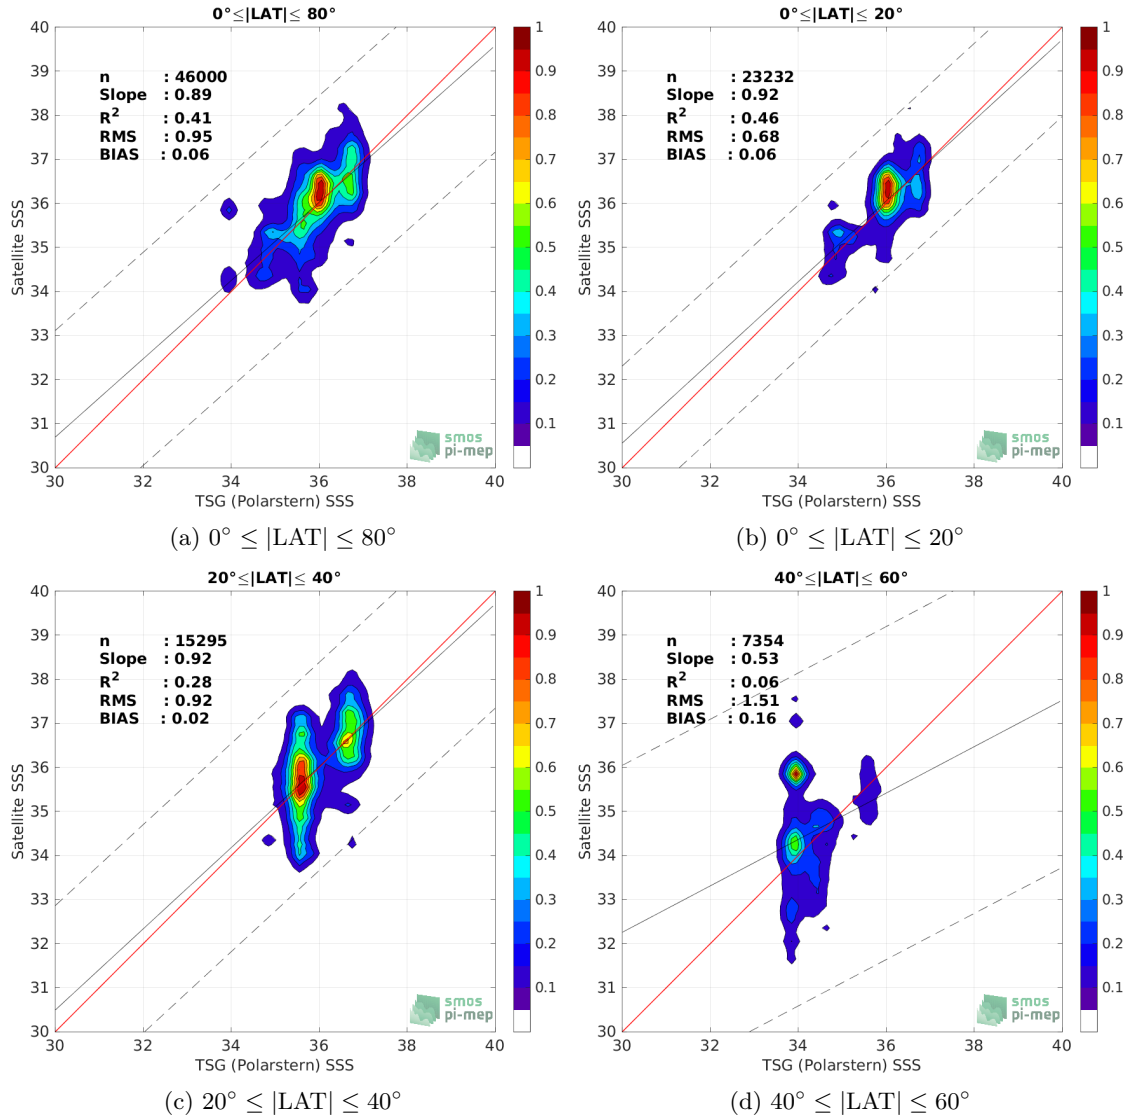 0°≤|LAT|≤ 80°
n : 46000
Slope : 0.89
R² : 0.41
RMS : 0.95
BIAS : 0.06
40
39
38
37
36
35
34
33
32
31
30
Satellite SSS
30 32 34 36 38 40
TSG (Polarstern) SSS
1
0.9
0.8
0.7
0.6
0.5
0.4
0.3
0.2
0.1
smos
pi-mep
(a) 0° ≤ |LAT| ≤ 80°
0°≤|LAT|≤ 20°
n : 23232
Slope : 0.92
R² : 0.46
RMS : 0.68
BIAS : 0.06
40
39
38
37
36
35
34
33
32
31
30
Satellite SSS
30 32 34 36 38 40
TSG (Polarstern) SSS
1
0.9
0.8
0.7
0.6
0.5
0.4
0.3
0.2
0.1
smos
pi-mep
(b) 0° ≤ |LAT| ≤ 20°
20°≤|LAT|≤ 40°
n : 15295
Slope : 0.92
R² : 0.28
RMS : 0.92
BIAS : 0.02
40
39
38
37
36
35
34
33
32
31
30
Satellite SSS
30 32 34 36 38 40
TSG (Polarstern) SSS
1
0.9
0.8
0.7
0.6
0.5
0.4
0.3
0.2
0.1
smos
pi-mep
(c) 20° ≤ |LAT| ≤ 40°
40°≤|LAT|≤ 60°
n : 7354
Slope : 0.53
R² : 0.06
RMS : 1.51
BIAS : 0.16
40
39
38
37
36
35
34
33
32
31
30
Satellite SSS
30 32 34 36 38 40
TSG (Polarstern) SSS
1
0.9
0.8
0.7
0.6
0.5
0.4
0.3
0.2
0.1
smos
pi-mep
(d) 40° ≤ |LAT| ≤ 60°